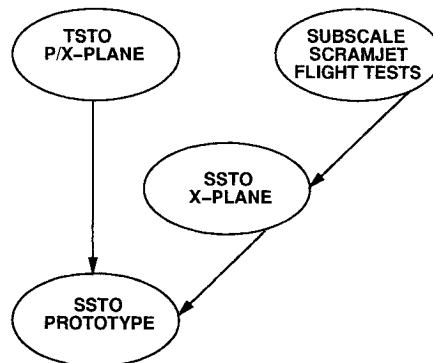 TSTO
P/X-PLANE
SUBSCALE
SCRAMJET
FLIGHT TESTS
SSTO
X-PLANE
SSTO
PROTOTYPE